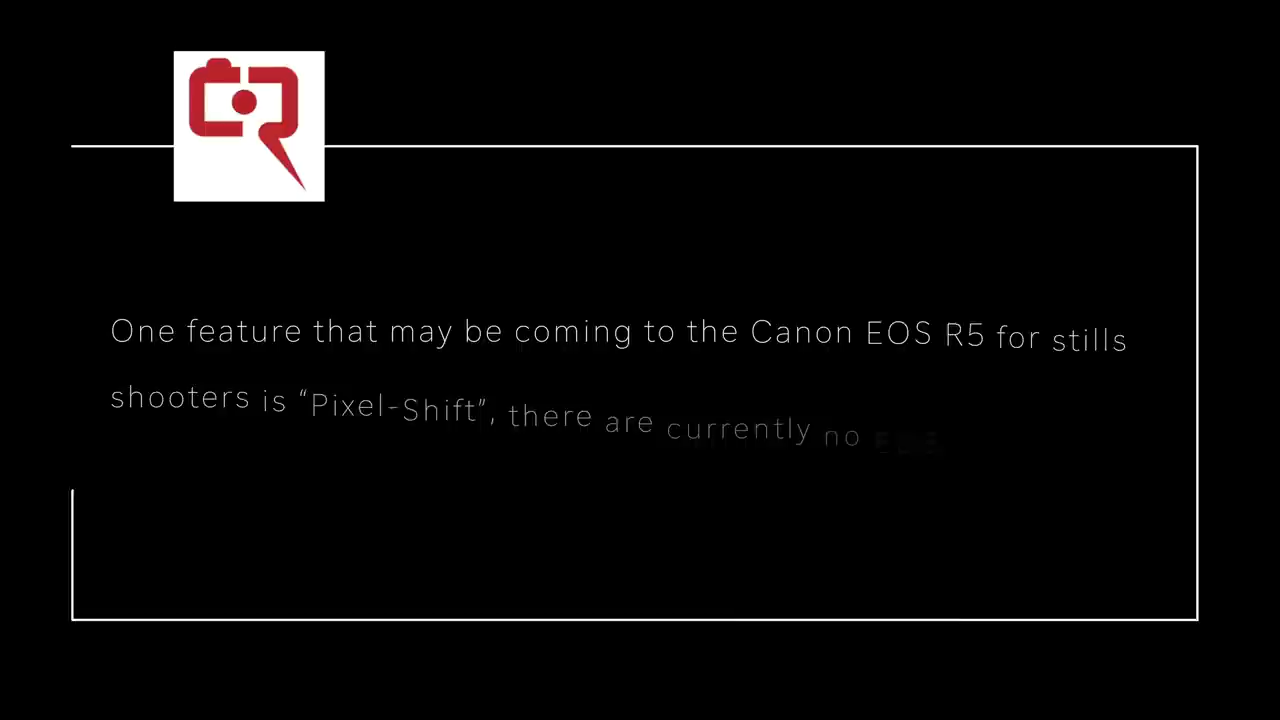 One feature that may be coming to the Canon EOS R5 for stills
shooters is “Pixel-Shift”, there are currently no